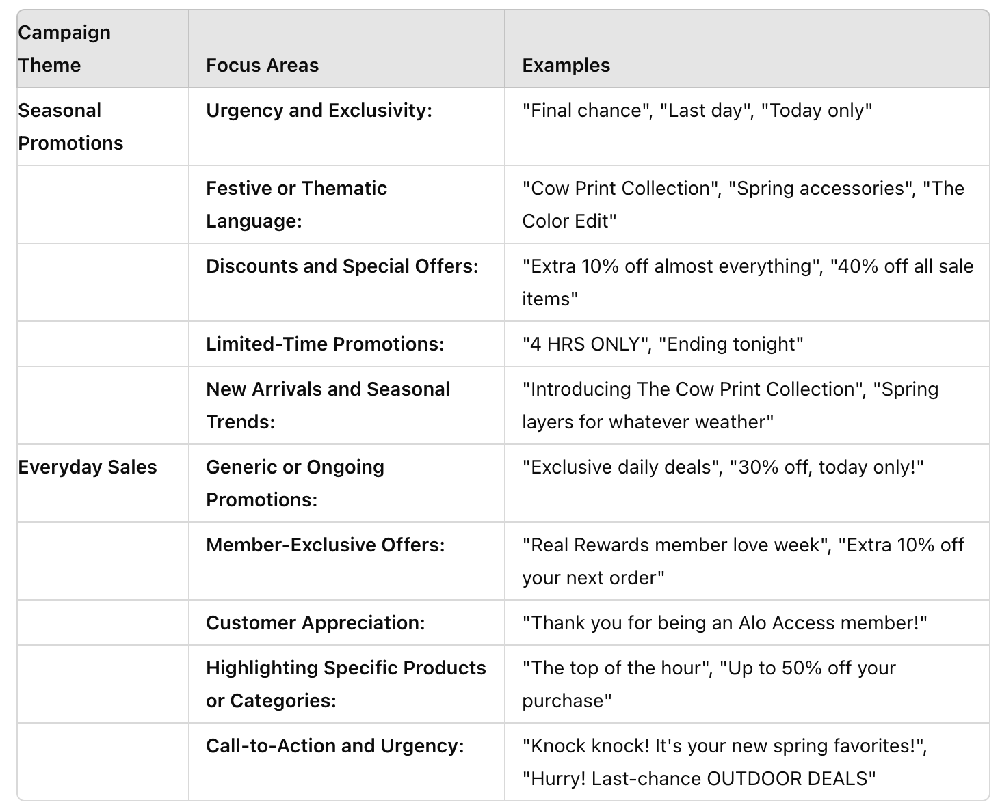 Campaign
Theme
Focus Areas
Examples
Seasonal
Promotions
Urgency and Exclusivity:
"Final chance", "Last day", "Today only"
Festive or Thematic
Language:
"Cow Print Collection", "Spring accessories", "The
Color Edit"
Discounts and Special Offers:
"Extra 10% off almost everything", "40% off all sale
items"
Limited-Time Promotions:
"4 HRS ONLY", "Ending tonight"
New Arrivals and Seasonal
Trends:
"Introducing The Cow Print Collection", "Spring
layers for whatever weather"
Everyday Sales
Generic or Ongoing
Promotions:
"Exclusive daily deals", "30% off, today only!"
Member-Exclusive Offers:
"Real Rewards member love week", "Extra 10% off
your next order"
Customer Appreciation:
"Thank you for being an Alo Access member!"
Highlighting Specific Products
or Categories:
"The top of the hour", "Up to 50% off your
purchase"
Call-to-Action and Urgency:
"Knock knock! It's your new spring favorites!",
"Hurry! Last-chance OUTDOOR DEALS"